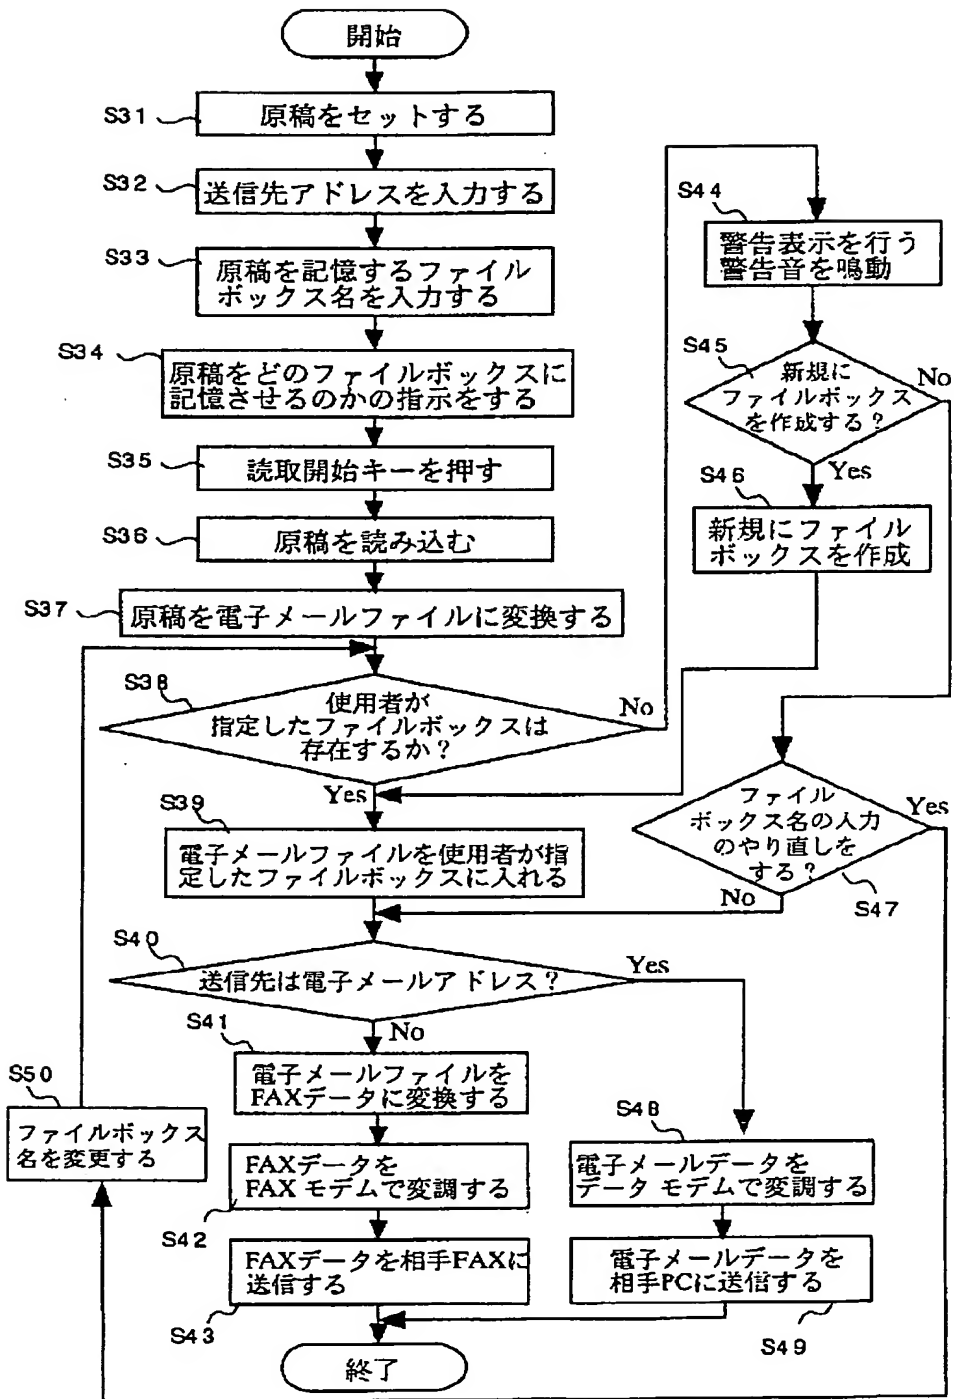 開始
S31
原稿をセットする
S32
送信先アドレスを入力する
S33
原稿を記憶するファイル
ボックス名を入力する
S34
原稿をどのファイルボックスに
記憶させるのかの指示をする
S35
読取開始キーを押す
S36
原稿を読み込む
S37
原稿を電子メールファイルに変換する
S38
使用者が
指定したファイルボックスは
存在するか?
No
Yes
S44
警告表示を行う
警告音を鳴動
S45
新規に
ファイルボックス
を作成する?
No
Yes
S46
新規にファイル
ボックスを作成
S39
電子メールファイルを使用者が指
定したファイルボックスに入れる
ファイル
ボックス名の入力
のやり直しを
する?
Yes
No
S47
S40
送信先は電子メールアドレス?
Yes
No
S41
電子メールファイルを
FAXデータに変換する
S50
ファイルボックス
名を変更する
FAXデータを
FAXモデムで変調する
S42
S48
電子メールデータを
データモデムで変調する
FAXデータを相手FAXに
送信する
S43
電子メールデータを
相手PCに送信する
S49
終了